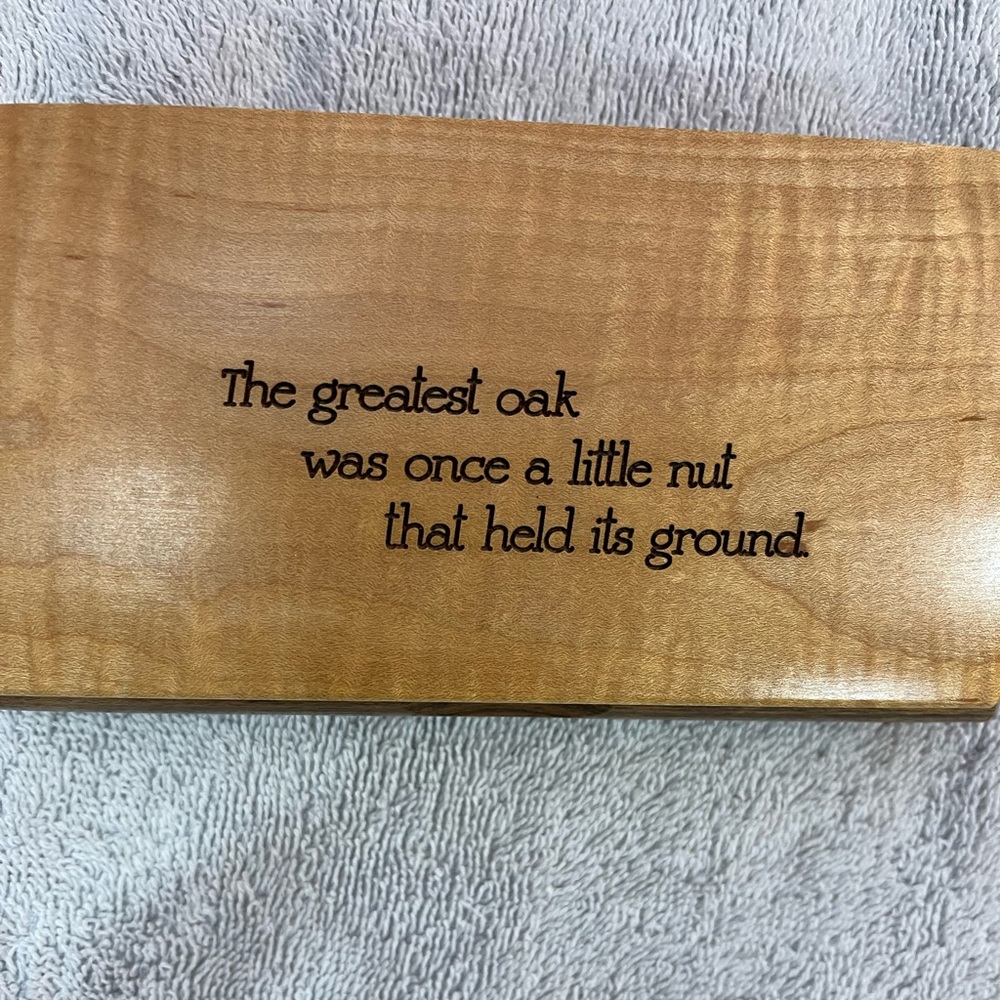 The greatest oak
was once a little nut
that held its ground.